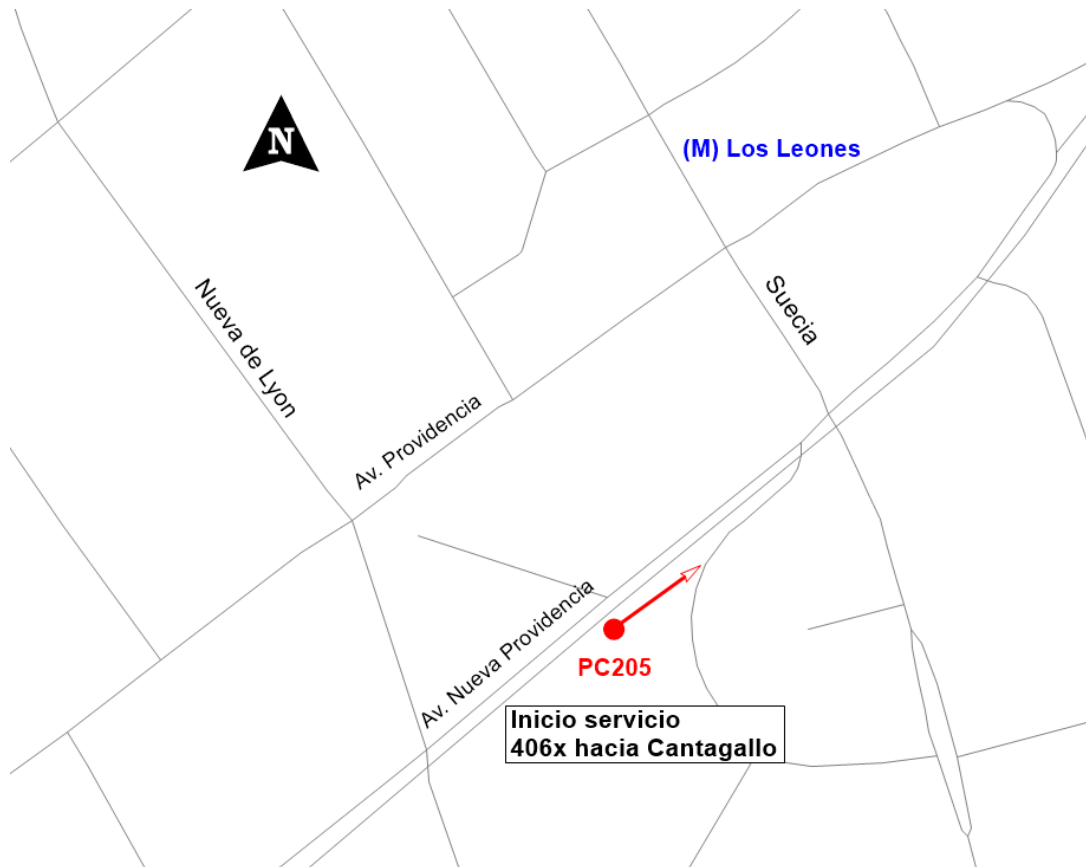 N
(M) Los Leones
Nueva de Lyon
Suecia
Av. Providencia
Av. Nueva Providencia
PC205
Inicio servicio
406x hacia Cantagallo